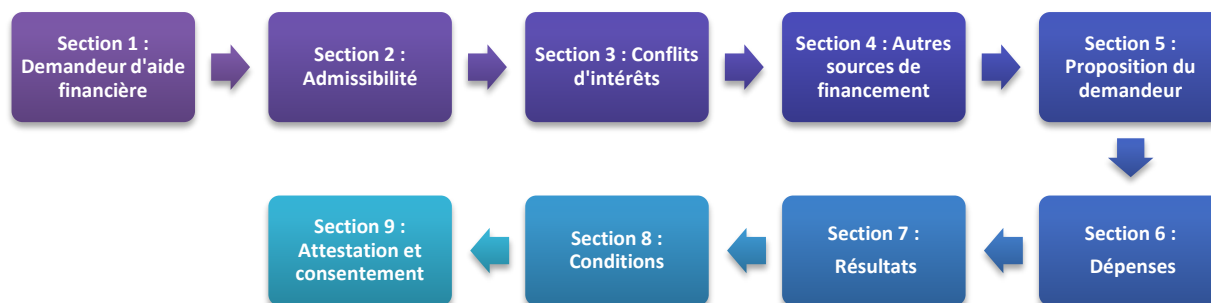 Section 1 :
Demandeur d'aide
financière
Section 2 :
Admissibilité
Section 3 : Conflits
d'intérêts
Section 4 : Autres
sources de
financement
Section 5 :
Proposition du
demandeur
Section 6 :
Dépenses
Section 7 :
Résultats
Section 8 :
Conditions
Section 9 :
Attestation et
consentement